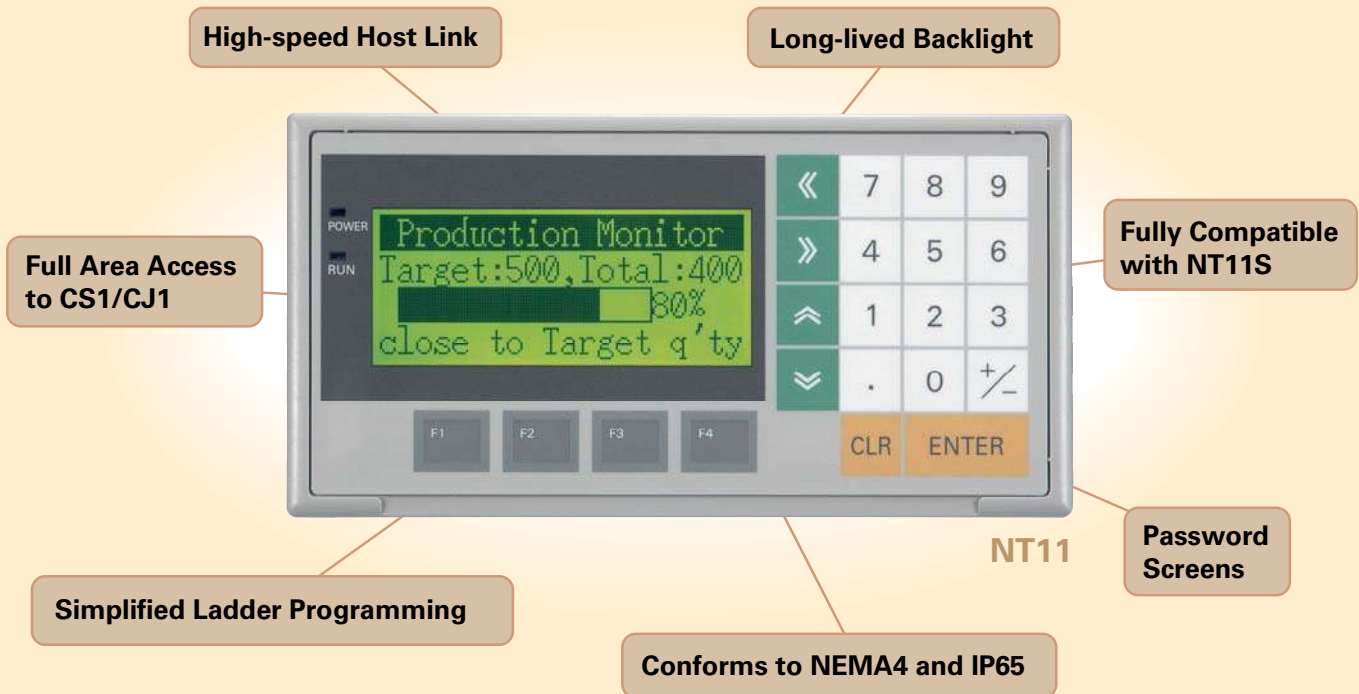 High-speed Host Link
Long-lived Backlight
Full Area Access
to CS1/CJ1
Fully Compatible
with NT11S
POWER
RUN
Production Monitor
Target:500,Total:400
80%
close to Target q'ty
« 7 8 9
» 4 5 6
1 2 3
. 0 +/−
F1 F2 F3 F4
CLR ENTER
NT11
Password
Screens
Simplified Ladder Programming
Conforms to NEMA4 and IP65